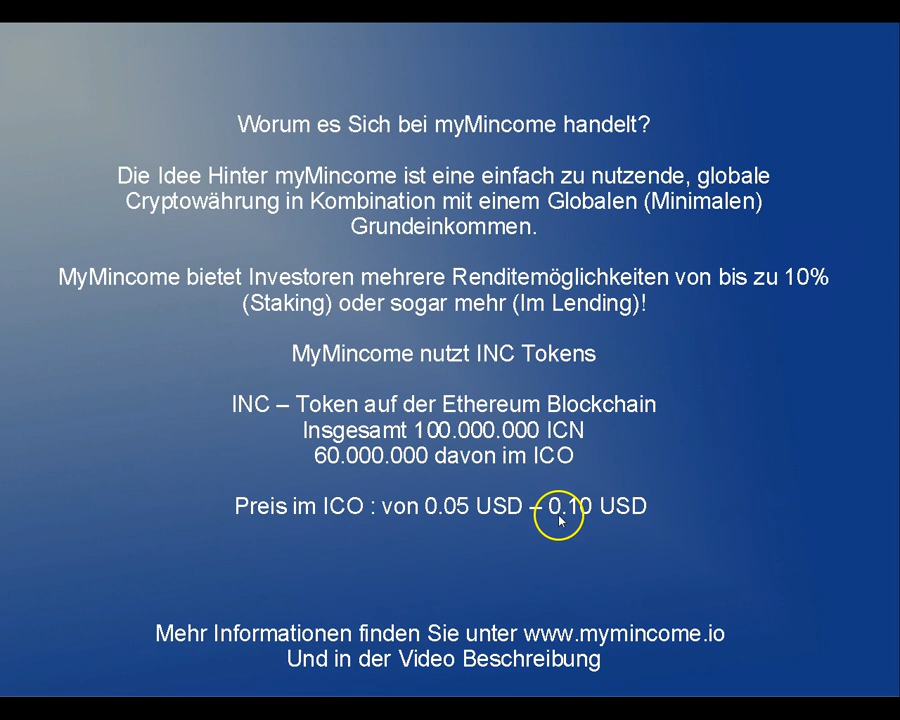 Worum es Sich bei myMincome handelt?
Die Idee Hinter myMincome ist eine einfach zu nutzende, globale
Cryptowährung in Kombination mit einem Globalen (Minimalen)
Grundeinkommen.
MyMincome bietet Investoren mehrere Renditemöglichkeiten von bis zu 10%
(Staking) oder sogar mehr (Im Lending)!
MyMincome nutzt INC Tokens
INC – Token auf der Ethereum Blockchain
Insgesamt 100.000.000 ICN
60.000.000 davon im ICO
Preis im ICO : von 0.05 USD – 0.10 USD
Mehr Informationen finden Sie unter www.mymincome.io
Und in der Video Beschreibung